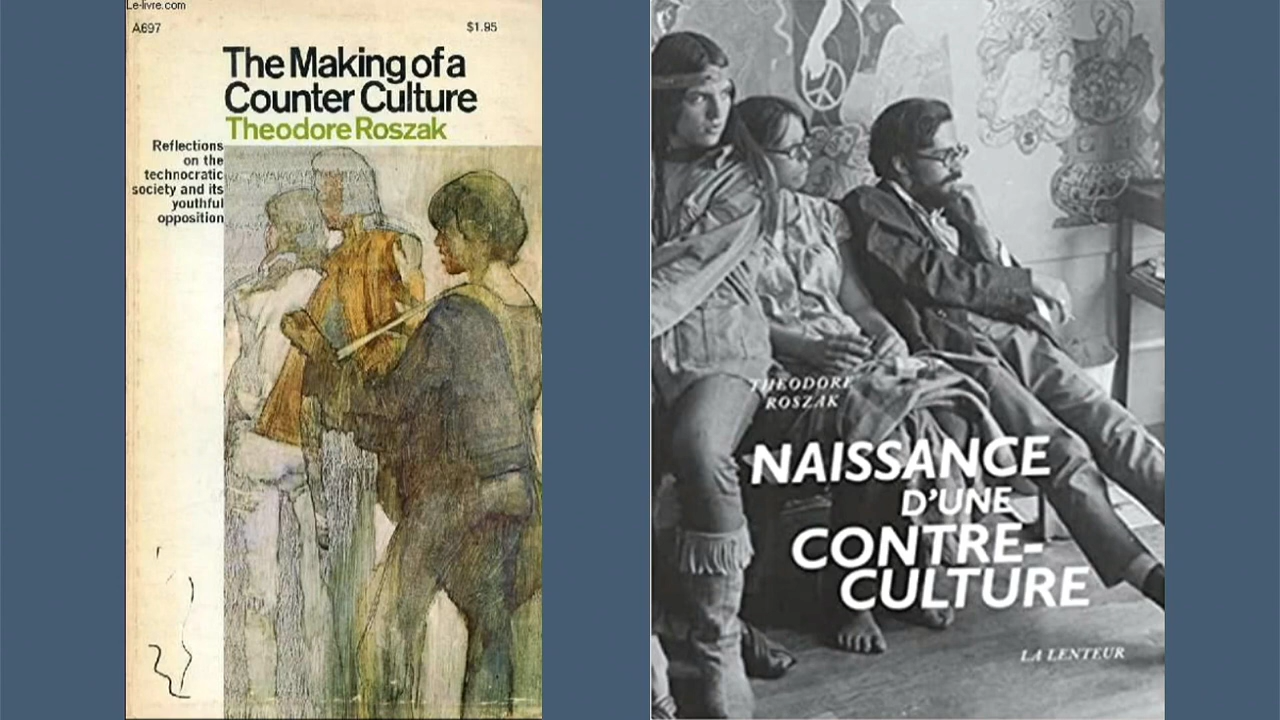 Le-livre.com
A697
$1.95
The Making of a
Counter Culture
Theodore Roszak
Reflections
on the
technocratic
society and its
youthful
opposition
THEODORE
ROSZAK
NAISSANCE
D'UNE
CONTRE-
CULTURE
LA LENTEUR